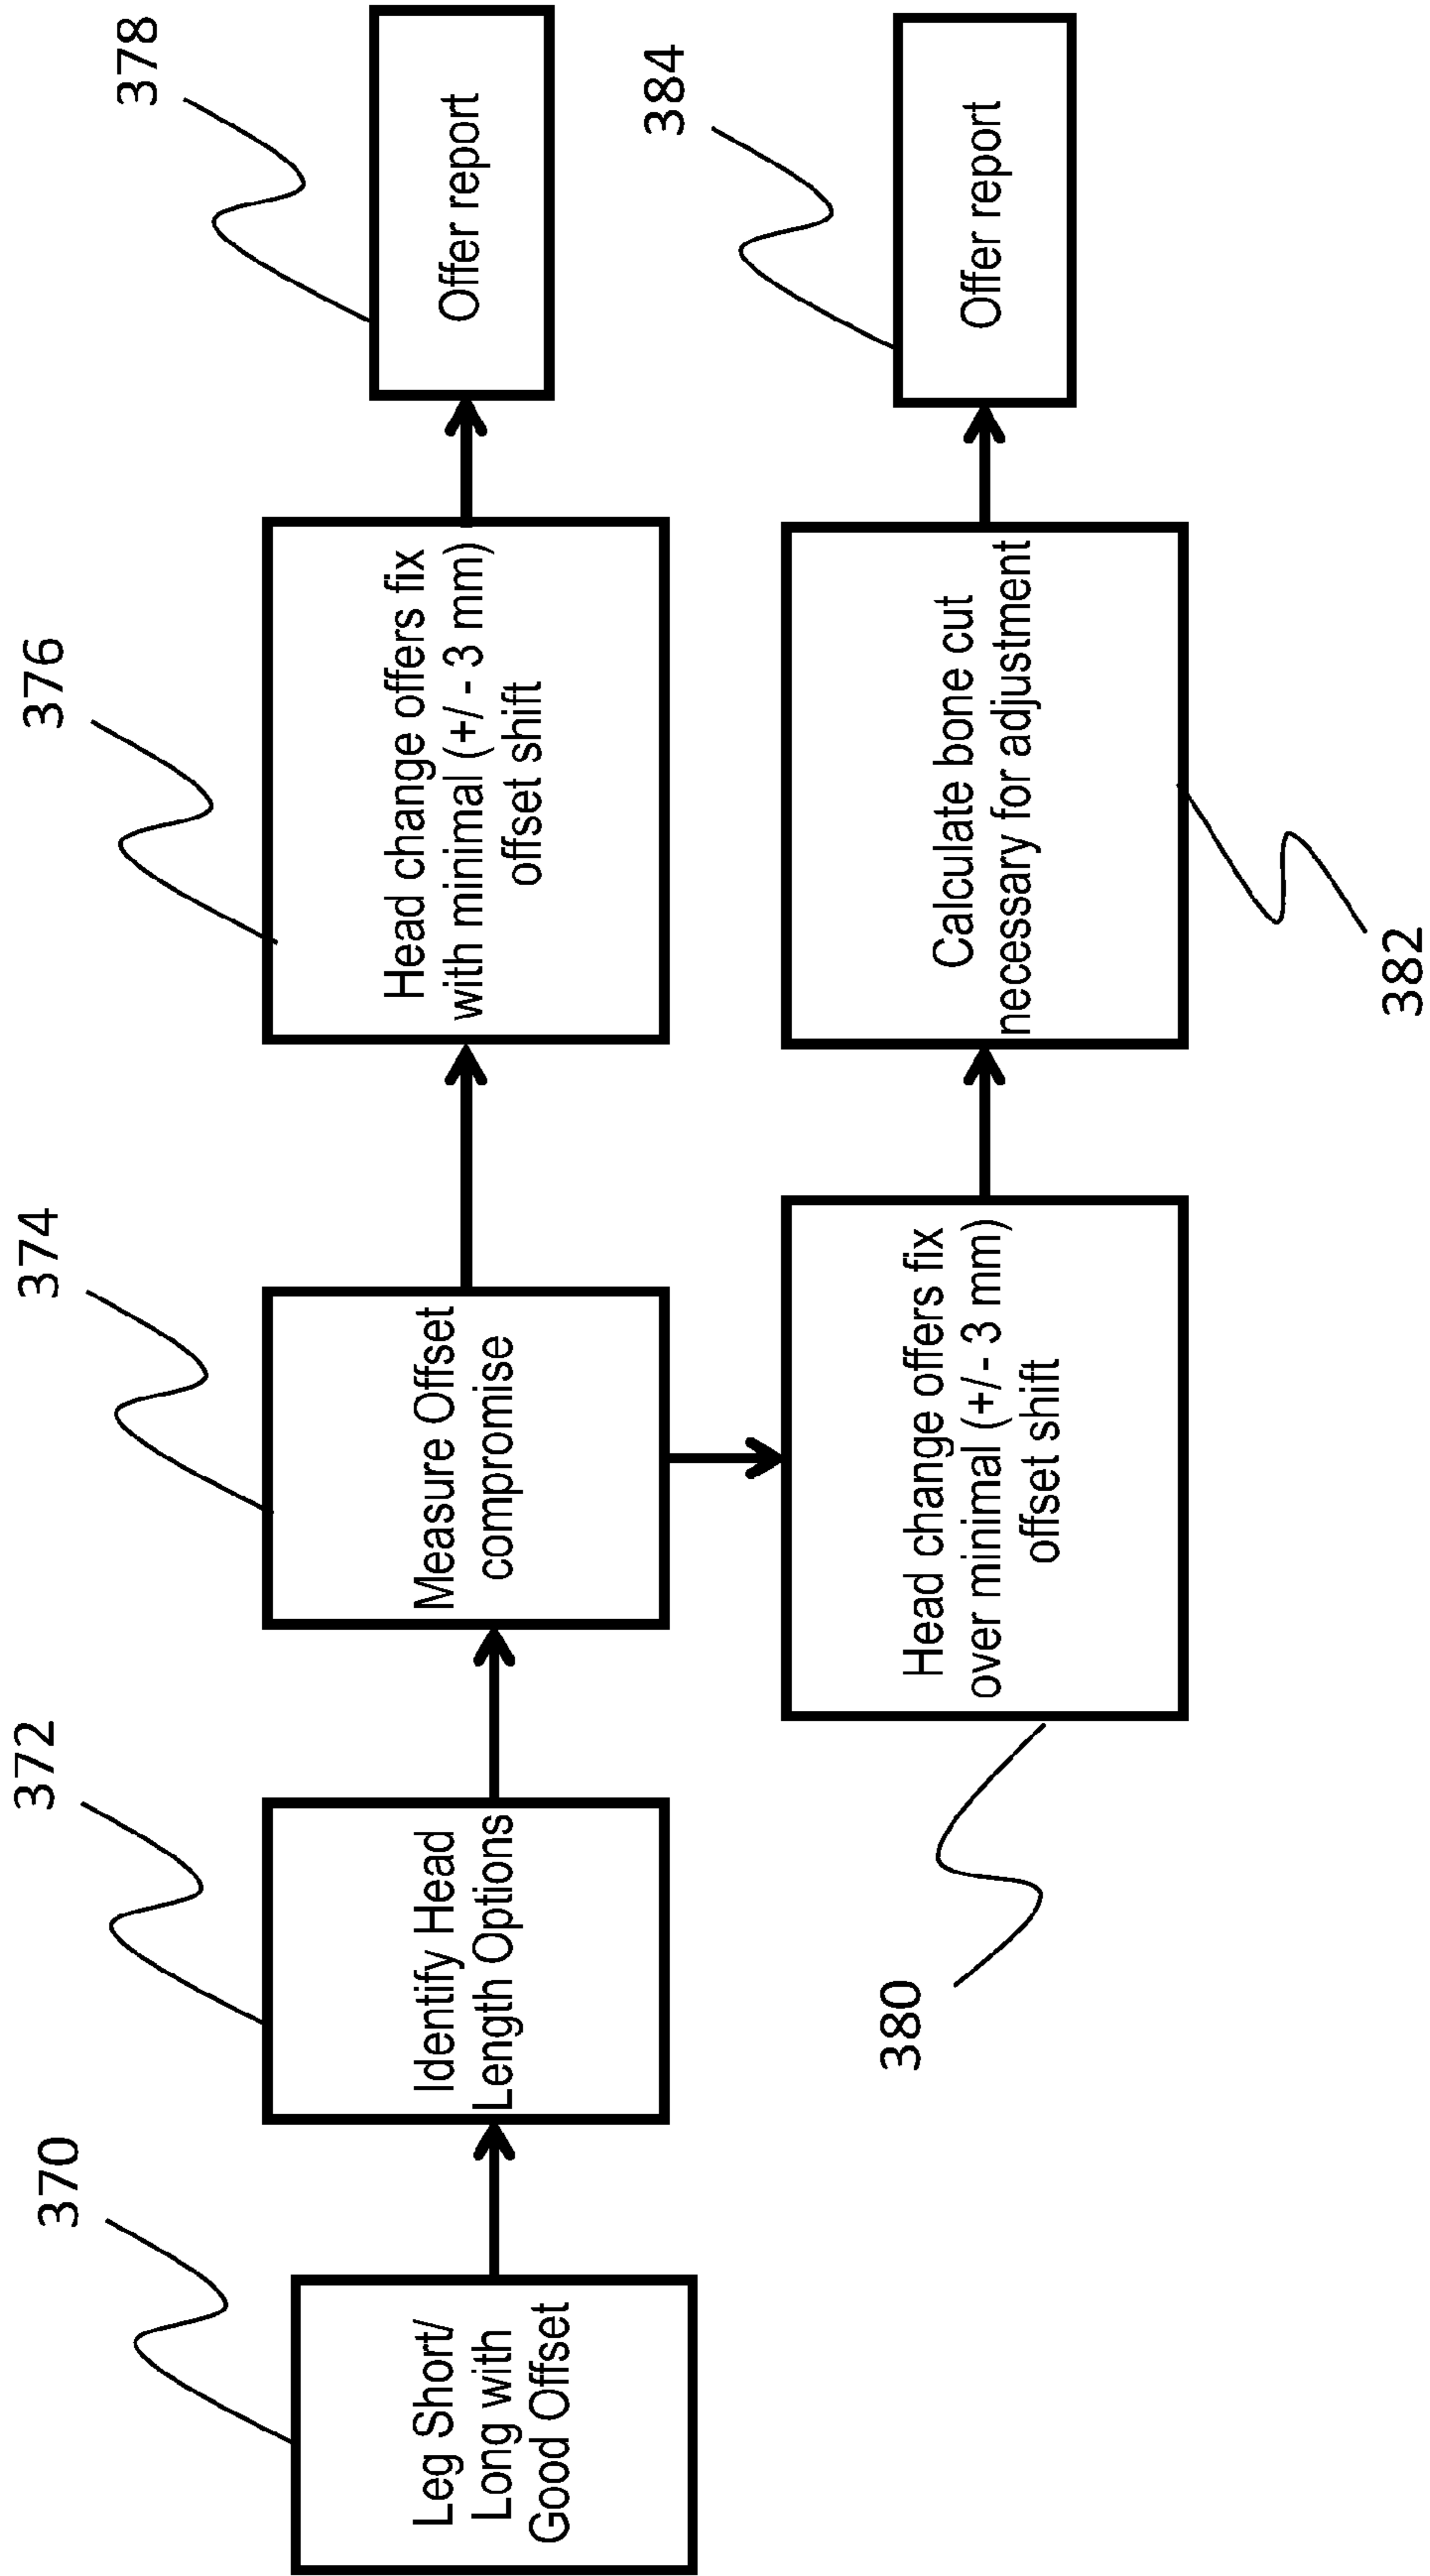 370
Leg Short/
Long with
Good Offset
372
Identify Head
Length Options
374
Measure Offset
compromise
376
Head change offers fix
with minimal (+/ - 3 mm)
offset shift
378
Offer report
380
Head change offers fix
over minimal (+/- 3 mm)
offset shift
382
Calculate bone cut
necessary for adjustment
384
Offer report